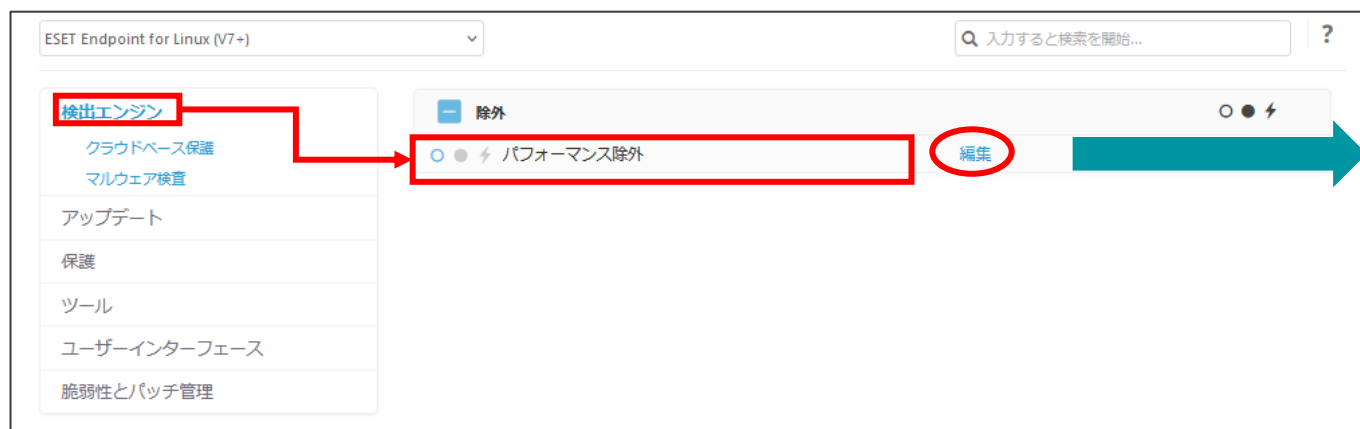 ESET Endpoint for Linux (V7+)
入力すると検索を開始...
?
検出エンジン
クラウドベース保護
マルウェア検査
アップデート
保護
ツール
ユーザーインターフェース
脆弱性とパッチ管理
除外
パフォーマンス除外
編集